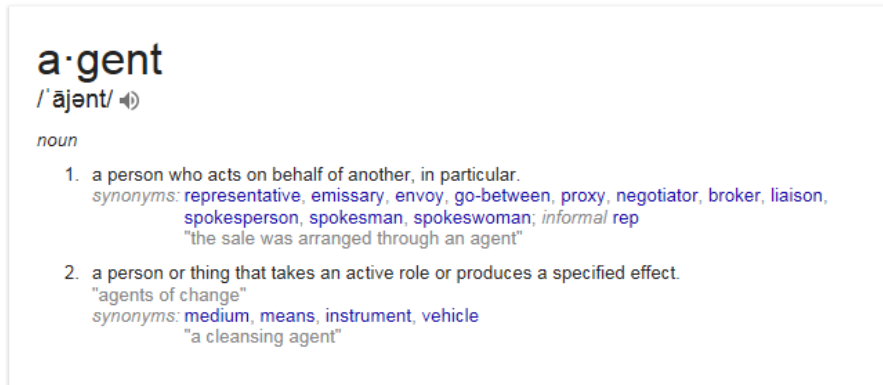 a·gent
/ˈājənt/
noun
1. a person who acts on behalf of another, in particular.
synonyms: representative, emissary, envoy, go-between, proxy, negotiator, broker, liaison,
spokesperson, spokesman, spokeswoman; informal rep
"the sale was arranged through an agent"
2. a person or thing that takes an active role or produces a specified effect.
"agents of change"
synonyms: medium, means, instrument, vehicle
"a cleansing agent"